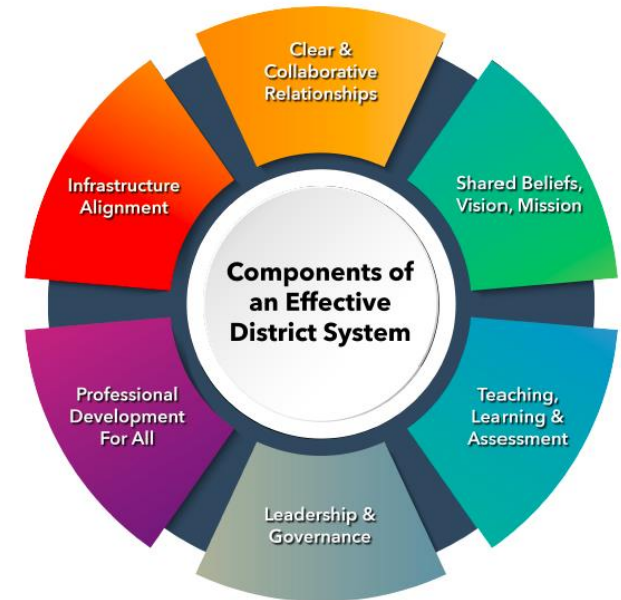 Clear &
Collaborative
Relationships
Shared Beliefs,
Vision, Mission
Teaching,
Learning &
Assessment
Leadership &
Governance
Professional
Development
For All
Infrastructure
Alignment
Components of
an Effective
District System